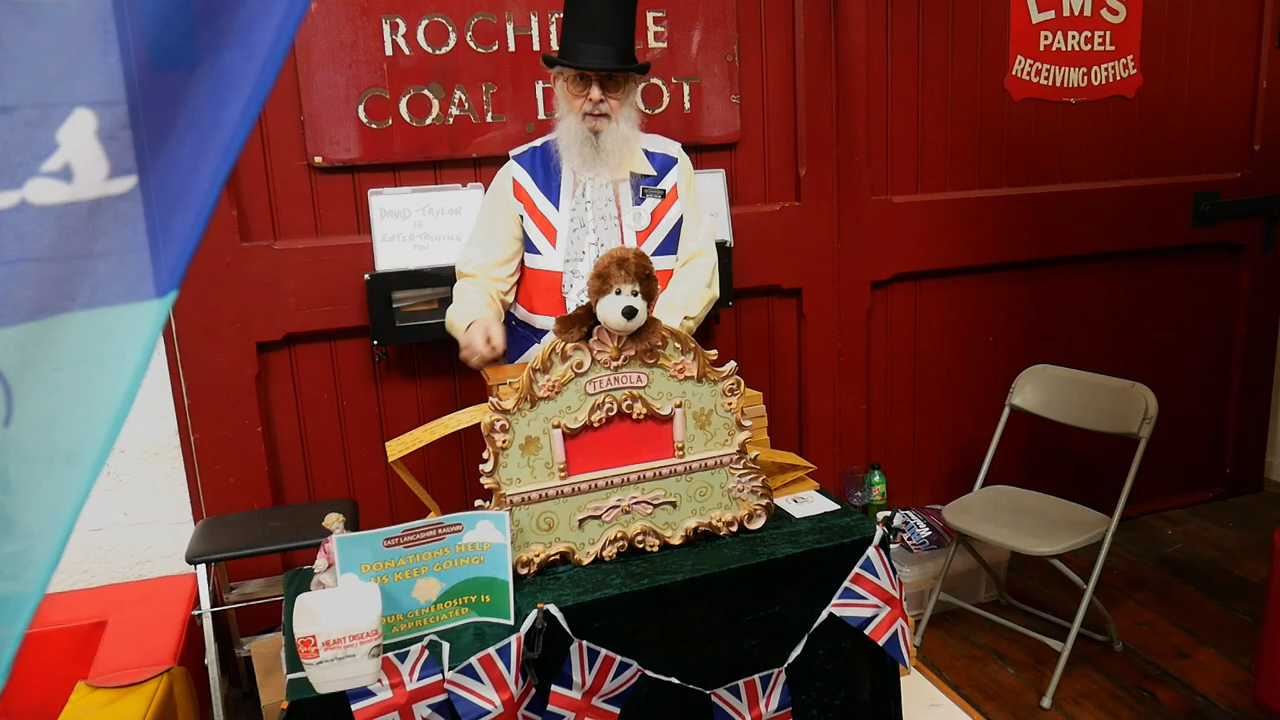 ROCHDALE
COAL DEPOT
LMS
PARCEL
RECEIVING OFFICE
DAVID TAYLOR
IS
ENTERTAINING
YOU
TEANOLA
EAST LANCASHIRE RAILWAY
DONATIONS HELP
US KEEP GOING!
YOUR GENEROSITY IS
APPRECIATED
HEART DISEASE